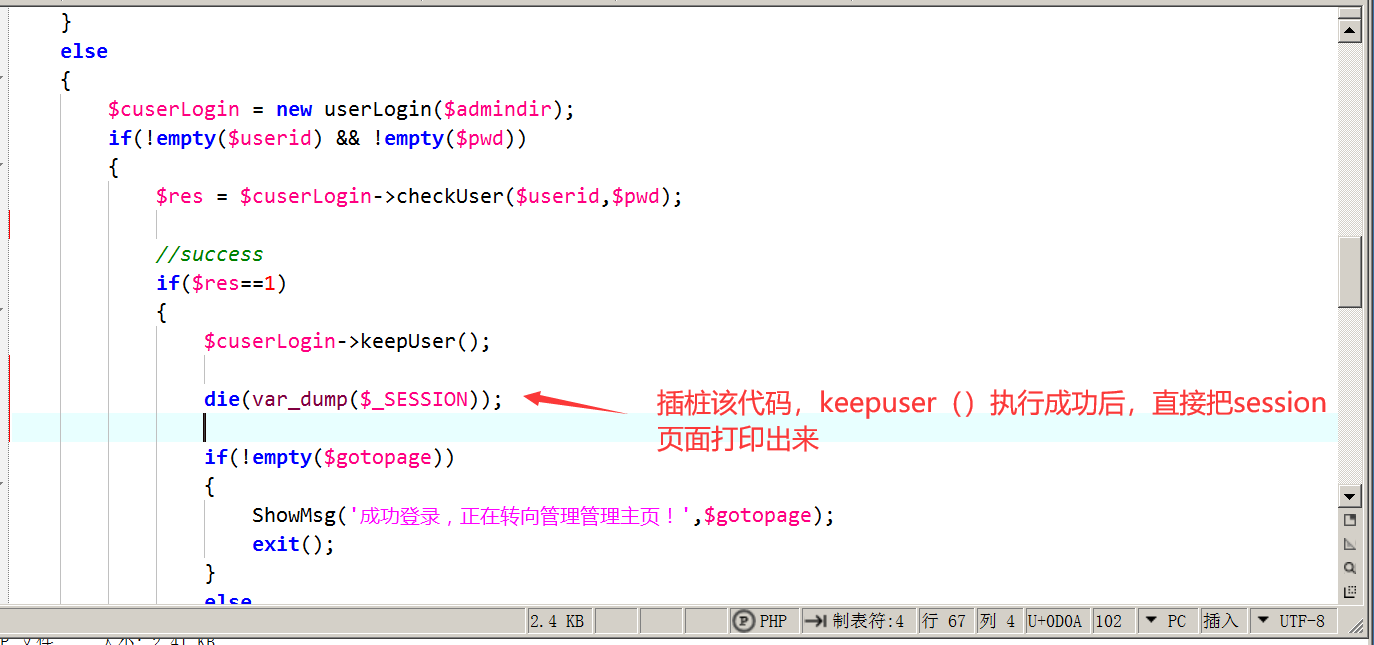 }
else
{
$cuserLogin = new userLogin($admindir);
if(!empty($userid) && !empty($pwd))
{
$res = $cuserLogin->checkUser($userid,$pwd);
//success
if($res==1)
{
$cuserLogin->keepUser();
die(var_dump($_SESSION));
插桩该代码，keepuser（）执行成功后，直接把session
页面打印出来
if(!empty($gotopage))
{
ShowMsg('成功登录，正在转向管理管理主页！',$gotopage);
exit();
}
else
2.4 KB PHP 制表符:4 行 67 列 4 U+0D0A 102 PC 插入 UTF-8